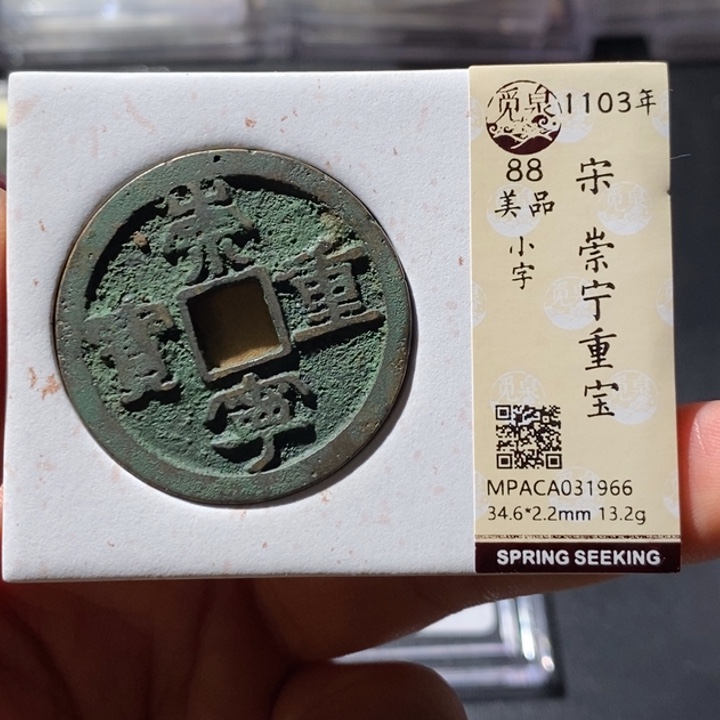 崇
重
寶
寧
觅泉
1103年
88
美品
小字
宋 崇宁重宝
MPACA031966
34.6*2.2mm 13.2g
SPRING SEEKING